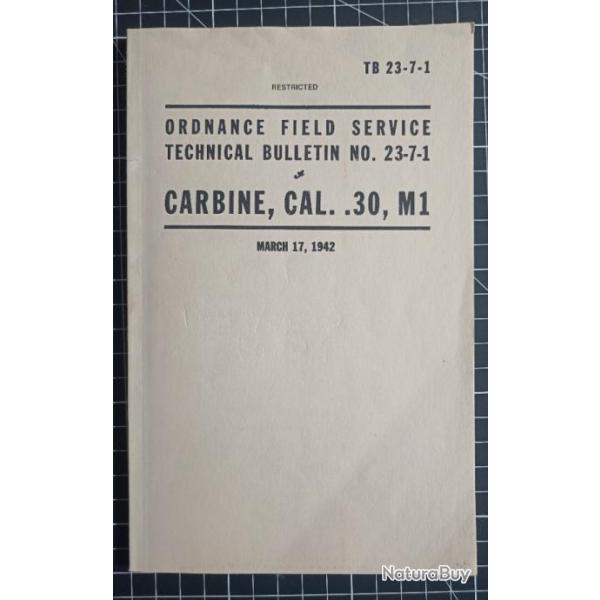 TB 23-7-1
RESTRICTED
ORDNANCE FIELD SERVICE
TECHNICAL BULLETIN NO. 23-7-1
CARBINE, CAL. .30, M1
MARCH 17, 1942
NaturaBuy